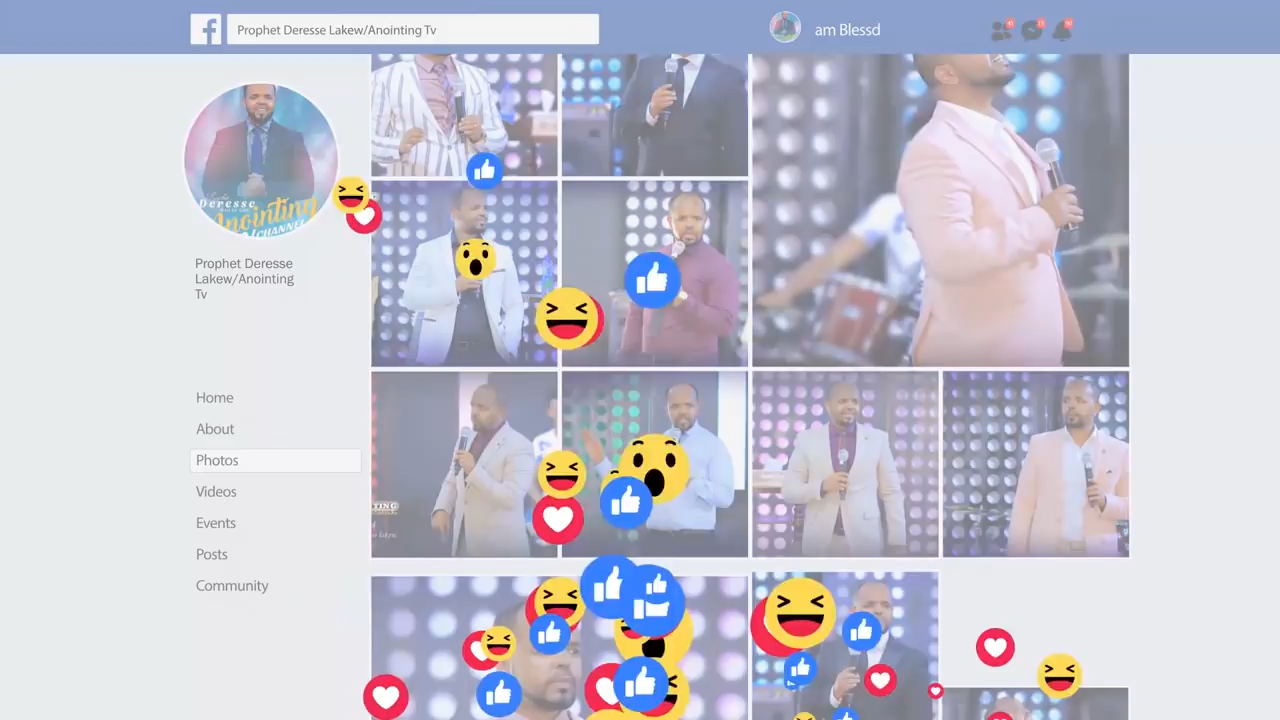 Prophet Deresse Lakew/Anointing Tv
am Blessd
Deresse
Anointing
CHANNEL
Prophet Deresse
Lakew/Anointing
Tv
Home
About
Photos
Videos
Events
Posts
Community